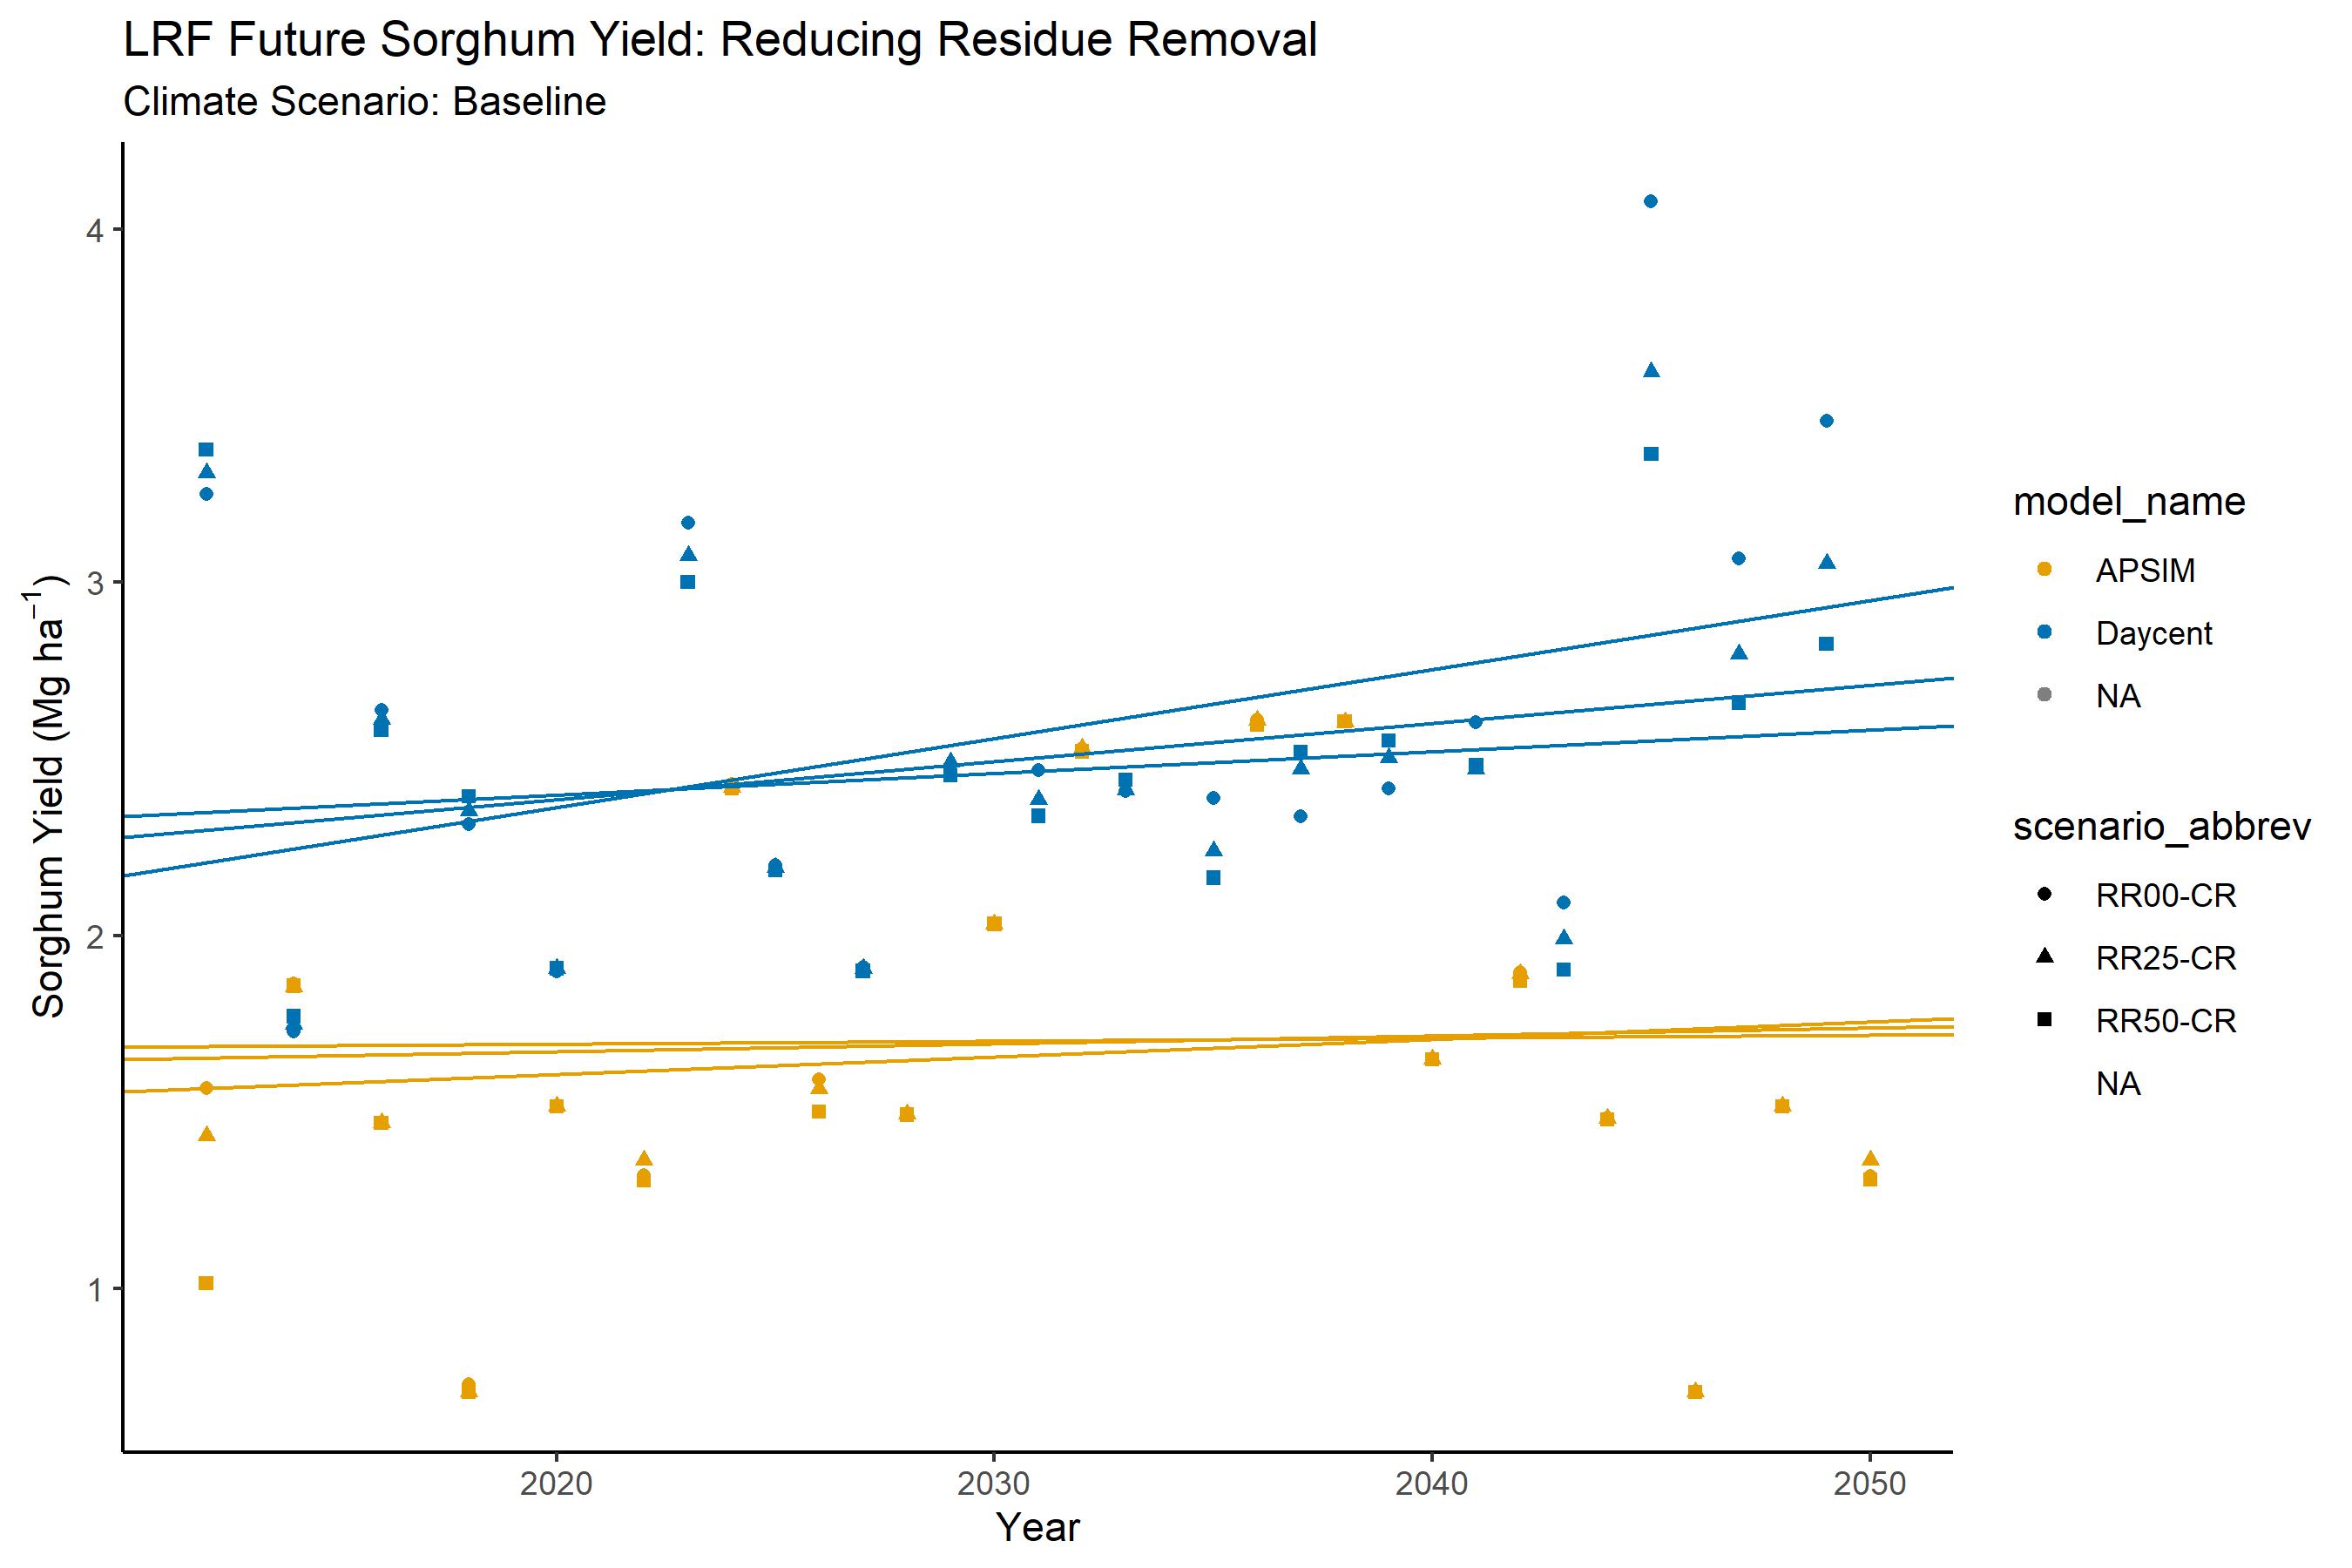 LRF Future Sorghum Yield: Reducing Residue Removal
Climate Scenario: Baseline
Sorghum Yield (Mg ha⁻¹)
4
3
2
1
2020
2030
2040
2050
Year
model_name
APSIM
Daycent
NA
scenario_abbrev
RR00-CR
RR25-CR
RR50-CR
NA